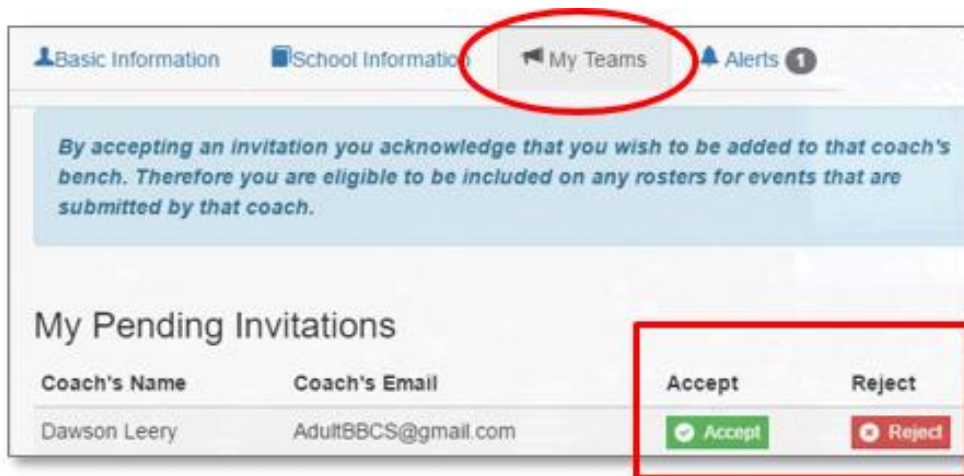 Basic Information School Information My Teams Alerts 1
By accepting an invitation you acknowledge that you wish to be added to that coach's
bench. Therefore you are eligible to be included on any rosters for events that are
submitted by that coach.
My Pending Invitations
Coach's Name Coach's Email Accept Reject
Dawson Leery AdultBBCS@gmail.com Accept Reject